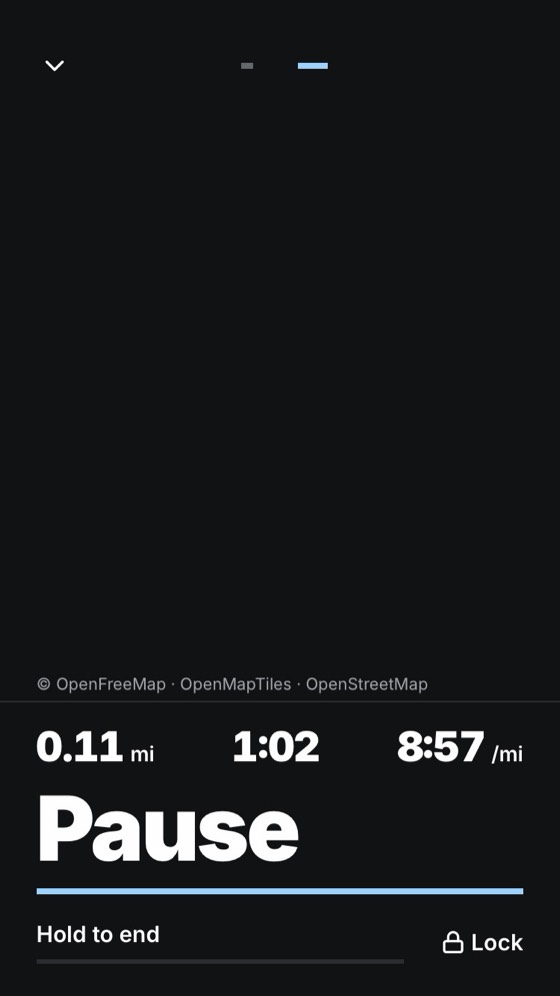 © OpenFreeMap · OpenMapTiles · OpenStreetMap
0.11 mi 1:02 8:57 /mi
Pause
Hold to end
Lock